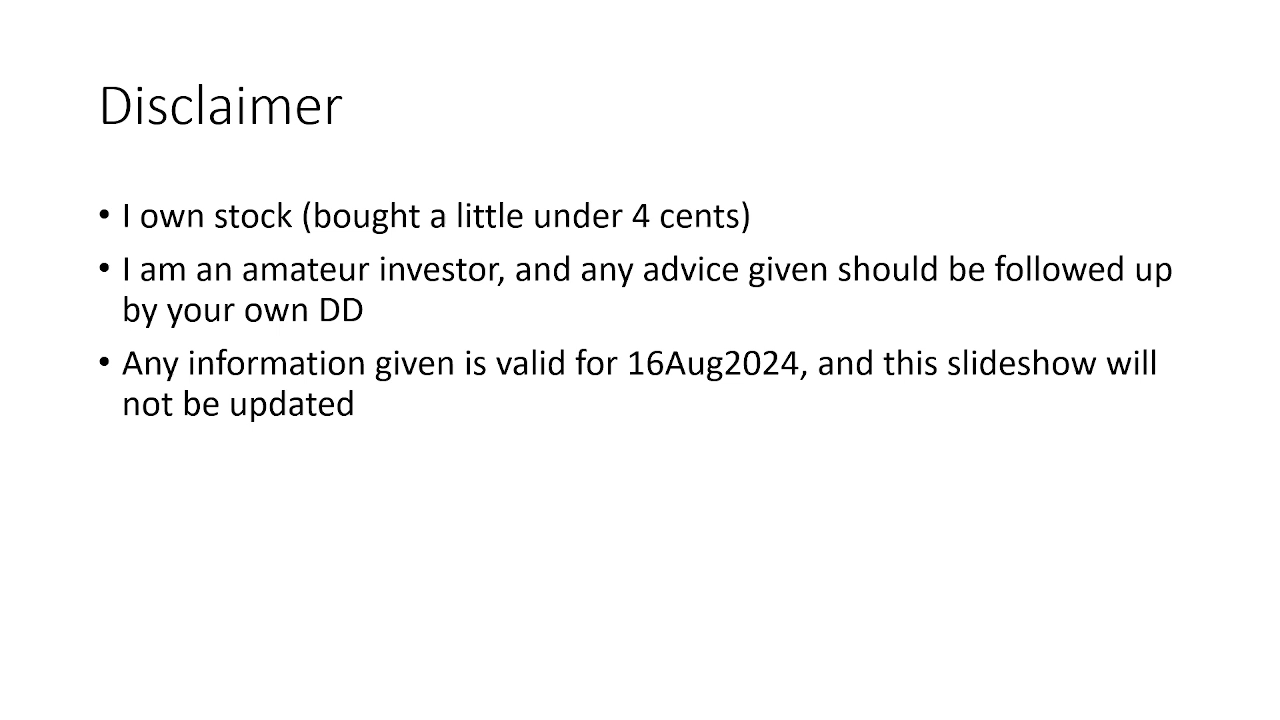 Disclaimer
• I own stock (bought a little under 4 cents)
• I am an amateur investor, and any advice given should be followed up
by your own DD
• Any information given is valid for 16Aug2024, and this slideshow will
not be updated